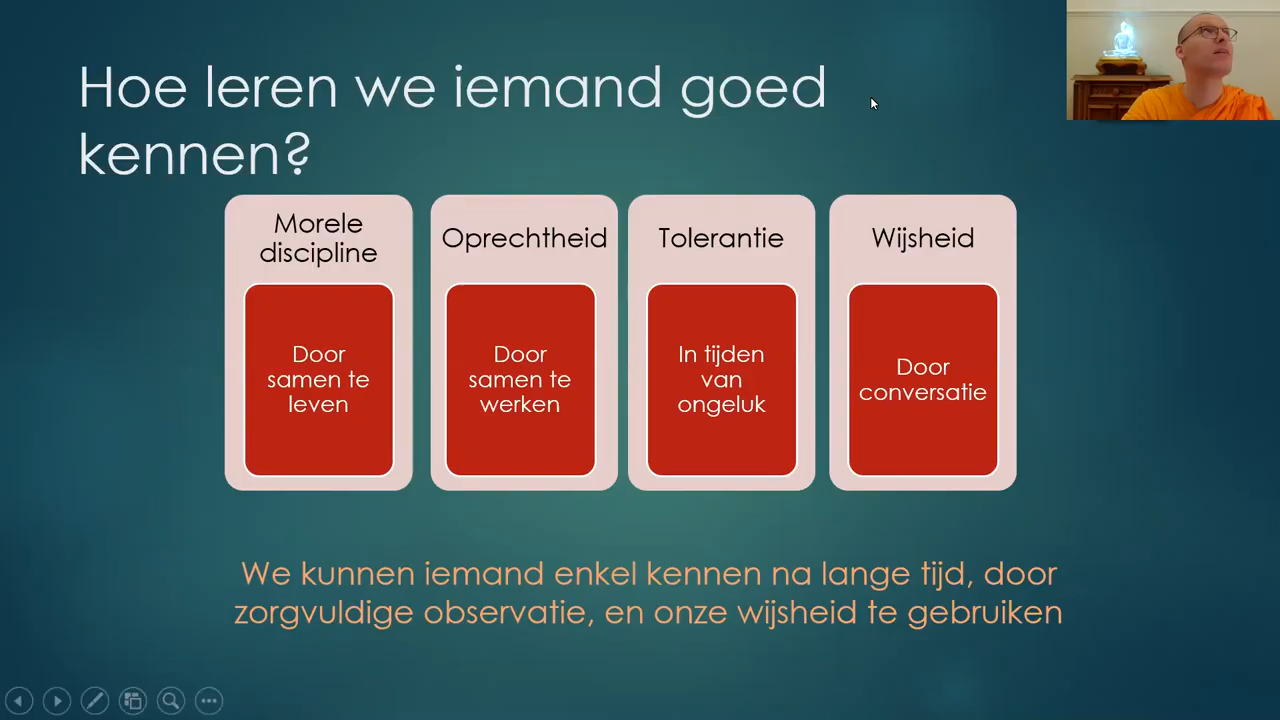 Hoe leren we iemand goed
kennen?
Morele
discipline
Door
samen te
leven
Oprechtheid
Door
samen te
werken
Tolerantie
In tijden
van
ongeluk
Wijsheid
Door
conversatie
We kunnen iemand enkel kennen na lange tijd, door
zorgvuldige observatie, en onze wijsheid te gebruiken